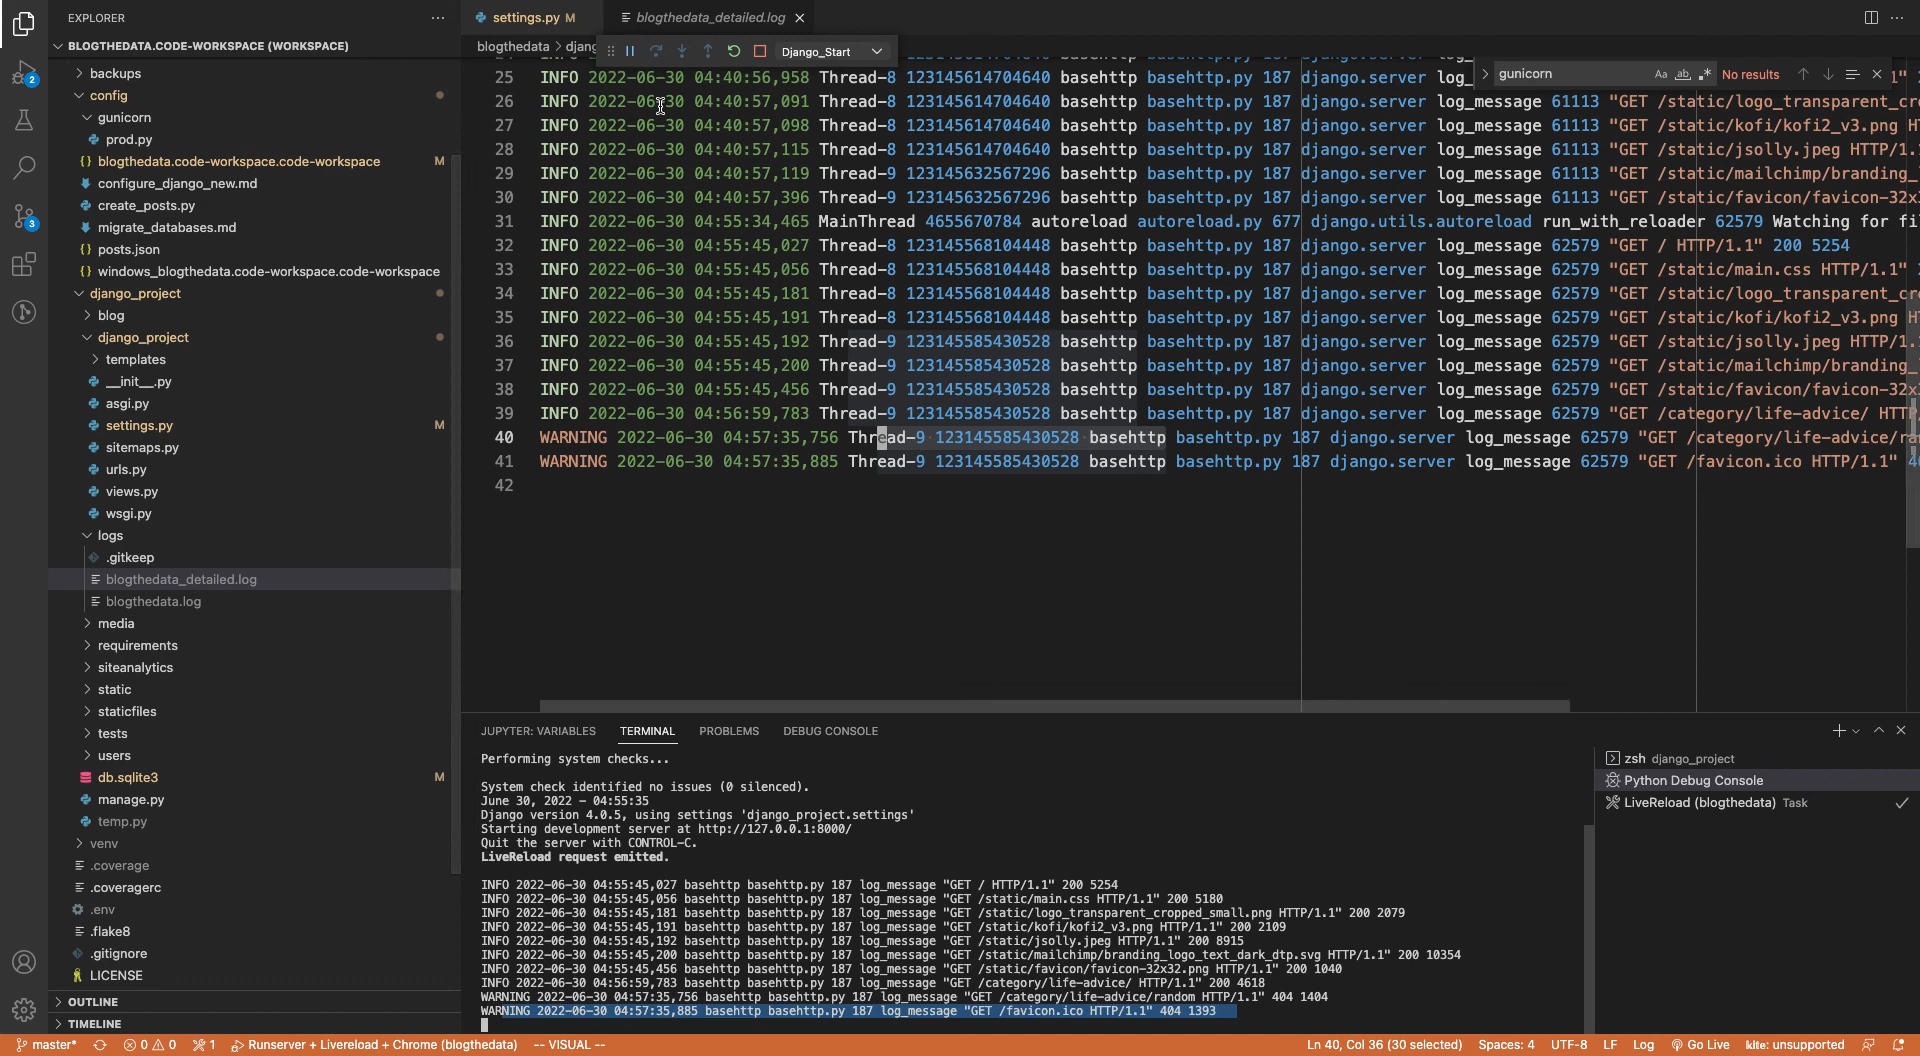 EXPLORER
BLOGTHEDATA.CODE-WORKSPACE (WORKSPACE)
backups
config
gunicorn
prod.py
blogthedata.code-workspace.code-workspace M
configure_django_new.md
create_posts.py
migrate_databases.md
posts.json
windows_blogthedata.code-workspace.code-workspace
django_project
blog
django_project
templates
__init__.py
asgi.py
settings.py M
sitemaps.py
urls.py
views.py
wsgi.py
logs
.gitkeep
blogthedata_detailed.log
blogthedata.log
media
requirements
siteanalytics
static
staticfiles
tests
users
db.sqlite3 M
manage.py
temp.py
venv
.coverage
.coveragerc
.env
.flake8
.gitignore
LICENSE
OUTLINE
TIMELINE
2
3
settings.py M
blogthedata_detailed.log
blogthedata > djang
Django_Start
gunicorn Aa ab No results
25 INFO 2022-06-30 04:40:56,958 Thread-8 123145614704640 basehttp basehttp.py 187 django.server log_
26 INFO 2022-06-30 04:40:57,091 Thread-8 123145614704640 basehttp basehttp.py 187 django.server log_message 61113 "GET /static/logo_transparent_cr
27 INFO 2022-06-30 04:40:57,098 Thread-8 123145614704640 basehttp basehttp.py 187 django.server log_message 61113 "GET /static/kofi/kofi2_v3.png H
28 INFO 2022-06-30 04:40:57,115 Thread-8 123145614704640 basehttp basehttp.py 187 django.server log_message 61113 "GET /static/jsolly.jpeg HTTP/1.
29 INFO 2022-06-30 04:40:57,119 Thread-9 123145632567296 basehttp basehttp.py 187 django.server log_message 61113 "GET /static/mailchimp/branding_
30 INFO 2022-06-30 04:40:57,396 Thread-9 123145632567296 basehttp basehttp.py 187 django.server log_message 61113 "GET /static/favicon/favicon-32x
31 INFO 2022-06-30 04:55:34,465 MainThread 4655670784 autoreload autoreload.py 677 django.utils.autoreload run_with_reloader 62579 Watching for fi
32 INFO 2022-06-30 04:55:45,027 Thread-8 123145568104448 basehttp basehttp.py 187 django.server log_message 62579 "GET / HTTP/1.1" 200 5254
33 INFO 2022-06-30 04:55:45,056 Thread-8 123145568104448 basehttp basehttp.py 187 django.server log_message 62579 "GET /static/main.css HTTP/1.1"
34 INFO 2022-06-30 04:55:45,181 Thread-8 123145568104448 basehttp basehttp.py 187 django.server log_message 62579 "GET /static/logo_transparent_cr
35 INFO 2022-06-30 04:55:45,191 Thread-8 123145568104448 basehttp basehttp.py 187 django.server log_message 62579 "GET /static/kofi/kofi2_v3.png H
36 INFO 2022-06-30 04:55:45,192 Thread-9 123145585430528 basehttp basehttp.py 187 django.server log_message 62579 "GET /static/jsolly.jpeg HTTP/1.
37 INFO 2022-06-30 04:55:45,200 Thread-9 123145585430528 basehttp basehttp.py 187 django.server log_message 62579 "GET /static/mailchimp/branding_
38 INFO 2022-06-30 04:55:45,456 Thread-9 123145585430528 basehttp basehttp.py 187 django.server log_message 62579 "GET /static/favicon/favicon-32x
39 INFO 2022-06-30 04:56:59,783 Thread-9 123145585430528 basehttp basehttp.py 187 django.server log_message 62579 "GET /category/life-advice/ HTTP
40 WARNING 2022-06-30 04:57:35,756 Thread-9 123145585430528 basehttp basehttp.py 187 django.server log_message 62579 "GET /category/life-advice/ra
41 WARNING 2022-06-30 04:57:35,885 Thread-9 123145585430528 basehttp basehttp.py 187 django.server log_message 62579 "GET /favicon.ico HTTP/1.1" 4
42
JUPYTER: VARIABLES TERMINAL PROBLEMS DEBUG CONSOLE
Performing system checks...
System check identified no issues (0 silenced).
June 30, 2022 - 04:55:35
Django version 4.0.5, using settings 'django_project.settings'
Starting development server at http://127.0.0.1:8000/
Quit the server with CONTROL-C.
LiveReload request emitted.
INFO 2022-06-30 04:55:45,027 basehttp basehttp.py 187 log_message "GET / HTTP/1.1" 200 5254
INFO 2022-06-30 04:55:45,056 basehttp basehttp.py 187 log_message "GET /static/main.css HTTP/1.1" 200 5180
INFO 2022-06-30 04:55:45,181 basehttp basehttp.py 187 log_message "GET /static/logo_transparent_cropped_small.png HTTP/1.1" 200 2079
INFO 2022-06-30 04:55:45,191 basehttp basehttp.py 187 log_message "GET /static/kofi/kofi2_v3.png HTTP/1.1" 200 2109
INFO 2022-06-30 04:55:45,192 basehttp basehttp.py 187 log_message "GET /static/jsolly.jpeg HTTP/1.1" 200 8915
INFO 2022-06-30 04:55:45,200 basehttp basehttp.py 187 log_message "GET /static/mailchimp/branding_logo_text_dark_dtp.svg HTTP/1.1" 200 10354
INFO 2022-06-30 04:55:45,456 basehttp basehttp.py 187 log_message "GET /static/favicon/favicon-32x32.png HTTP/1.1" 200 1040
INFO 2022-06-30 04:56:59,783 basehttp basehttp.py 187 log_message "GET /category/life-advice/ HTTP/1.1" 200 4618
WARNING 2022-06-30 04:57:35,756 basehttp basehttp.py 187 log_message "GET /category/life-advice/random HTTP/1.1" 404 1404
WARNING 2022-06-30 04:57:35,885 basehttp basehttp.py 187 log_message "GET /favicon.ico HTTP/1.1" 404 1393
zsh django_project
Python Debug Console
LiveReload (blogthedata) Task
master* 0 0 1 Runserver + Livereload + Chrome (blogthedata) -- VISUAL -- Ln 40, Col 36 (30 selected) Spaces: 4 UTF-8 LF Log Go Live kite: unsupported